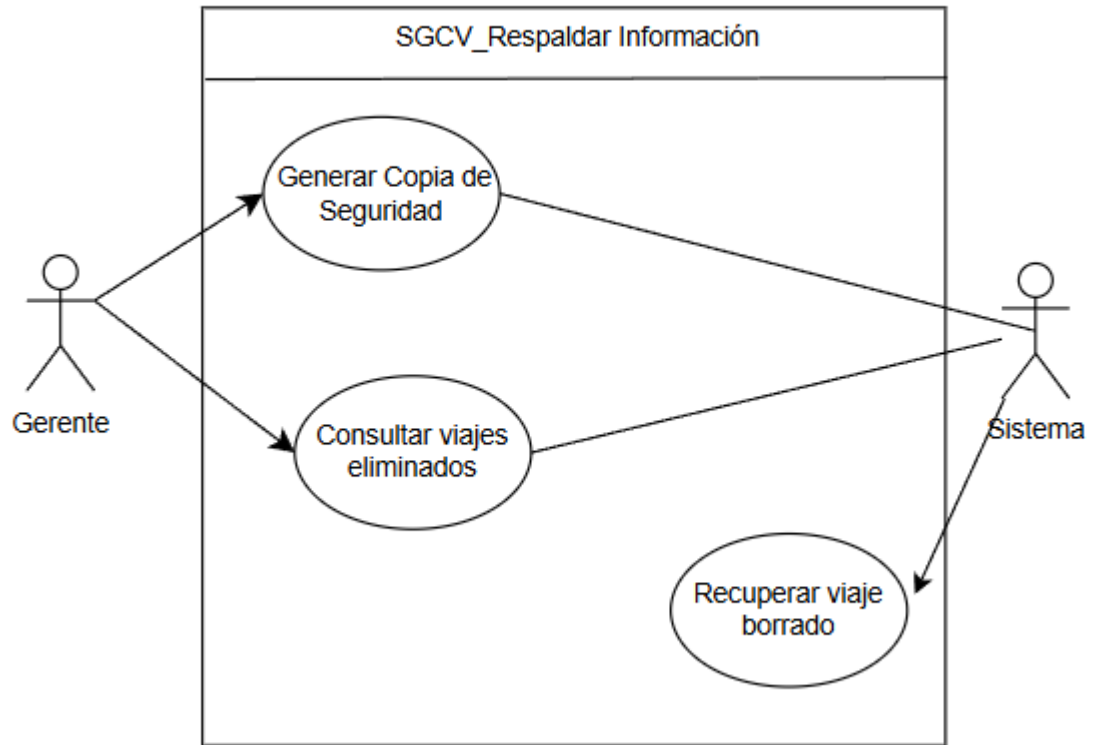 SGCV_Respaldar Información
Generar Copia de
Seguridad
Gerente
Consultar viajes
eliminados
Sistema
Recuperar viaje
borrado